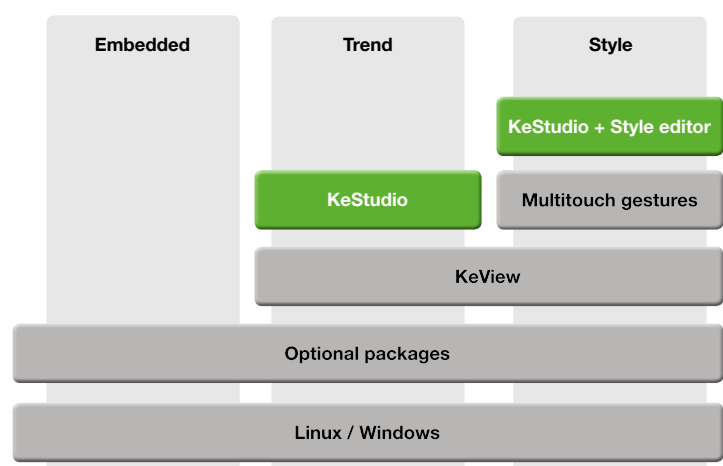 Embedded
Trend
Style
KeStudio + Style editor
KeStudio
Multitouch gestures
KeView
Optional packages
Linux / Windows